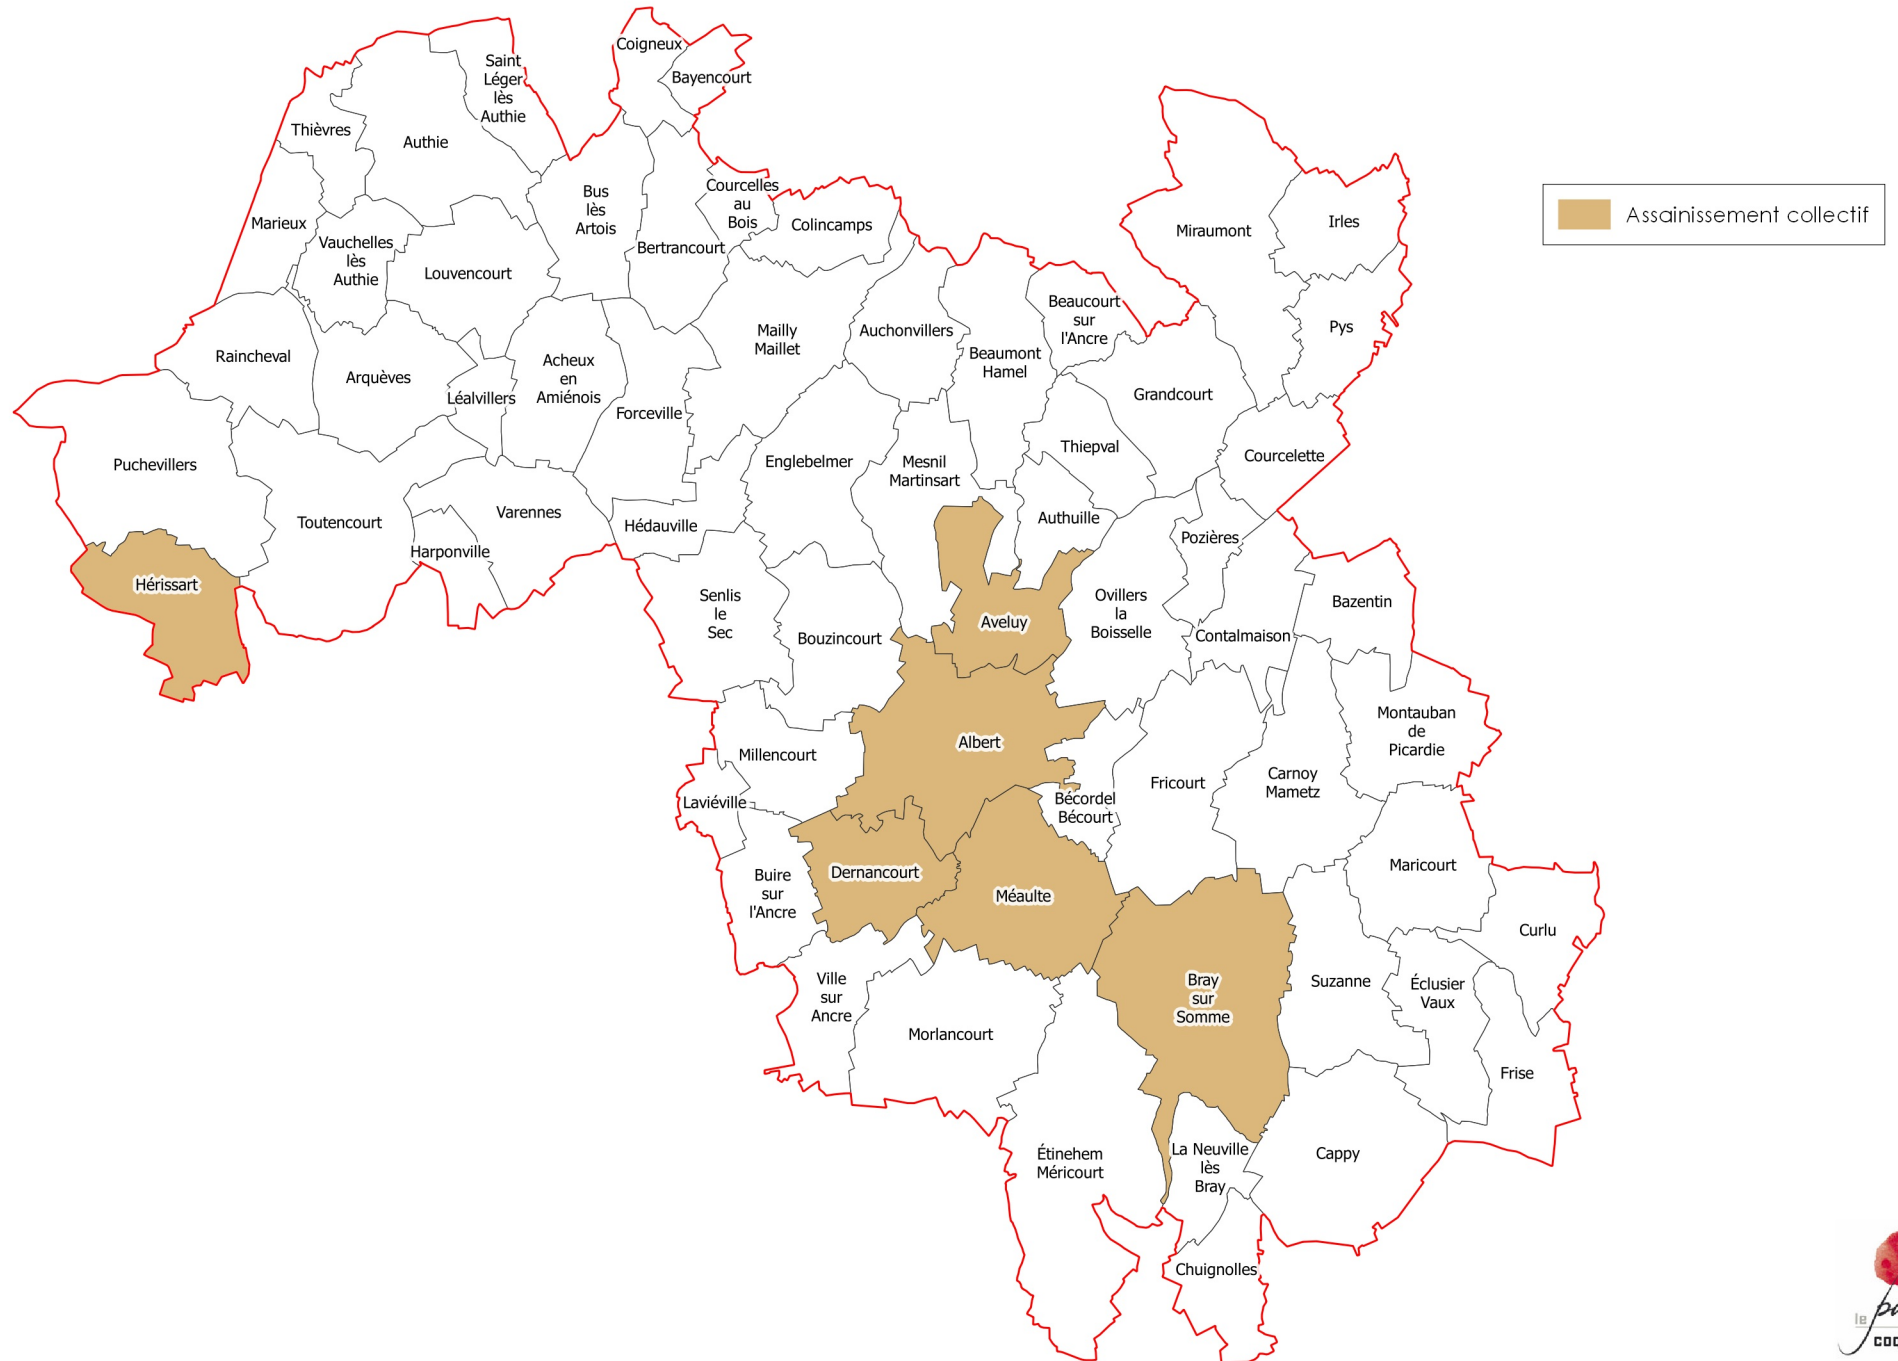 Coigneux
Bayencourt
Saint
Léger
lès
Authie
Thièvres
Authie
Marieux
Vauchelles
lès
Authie
Louvencourt
Bus
lès
Artois
Bertrancourt
Courcelles
au
Bois
Colincamps
Miraumont
Irles
Pys
Assainissement collectif
Raincheval
Arquèves
Léalvillers
Acheux
en
Amiénois
Forceville
Mailly
Maillet
Auchonvillers
Beaumont
Hamel
Beaucourt
sur
l'Ancre
Grandcourt
Thiepval
Courcelette
Puchevillers
Toutencourt
Harponville
Varennes
Hédauville
Englebelmer
Mesnil
Martinsart
Authuille
Pozières
Hérissart
Senlis
le
Sec
Bouzincourt
Aveluy
Ovillers
la
Boisselle
Contalmaison
Bazentin
Montauban
de
Picardie
Millencourt
Albert
Laviéville
Bécordel
Bécourt
Fricourt
Carnoy
Mametz
Buire
sur
l'Ancre
Dernancourt
Méaulte
Maricourt
Curlu
Ville
sur
Ancre
Morlancourt
Bray
sur
Somme
Suzanne
Éclusier
Vaux
Frise
Étinehem
Méricourt
La Neuville
lès
Bray
Cappy
Chuignolles
le